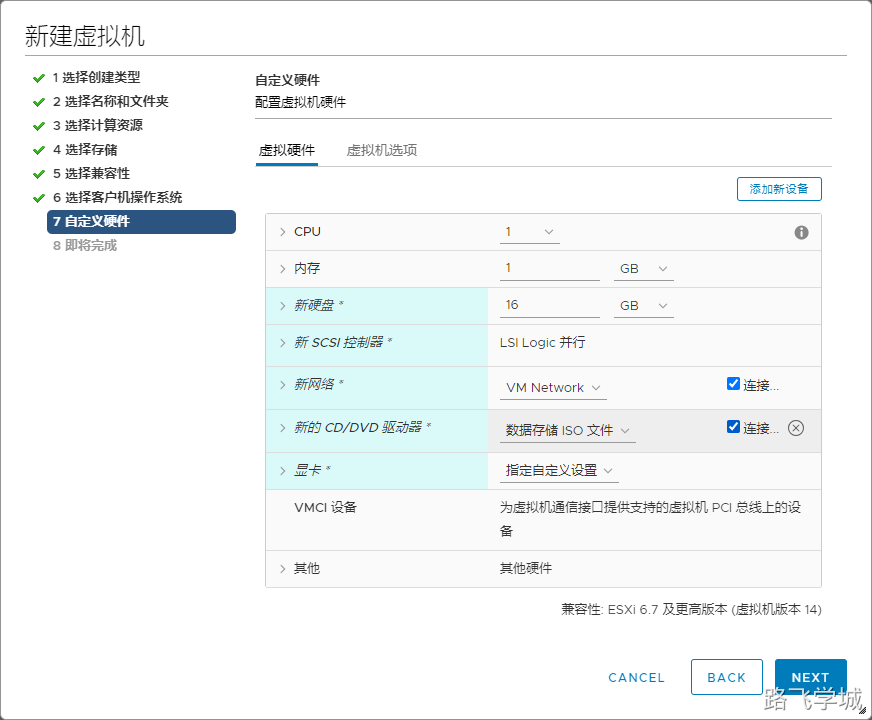 新建虚拟机
1 选择创建类型
2 选择名称和文件夹
3 选择计算资源
4 选择存储
5 选择兼容性
6 选择客户机操作系统
7 自定义硬件
8 即将完成
自定义硬件
配置虚拟机硬件
虚拟硬件 虚拟机选项
添加新设备
CPU 1
内存 1 GB
新硬盘 * 16 GB
新 SCSI 控制器 * LSI Logic 并行
新网络 * VM Network 连接...
新的 CD/DVD 驱动器 * 数据存储 ISO 文件 连接...
显卡 * 指定自定义设置
VMCI 设备 为虚拟机通信接口提供支持的虚拟机 PCI 总线上的设
备
其他 其他硬件
兼容性: ESXi 6.7 及更高版本 (虚拟机版本 14)
CANCEL BACK NEXT
路飞学城